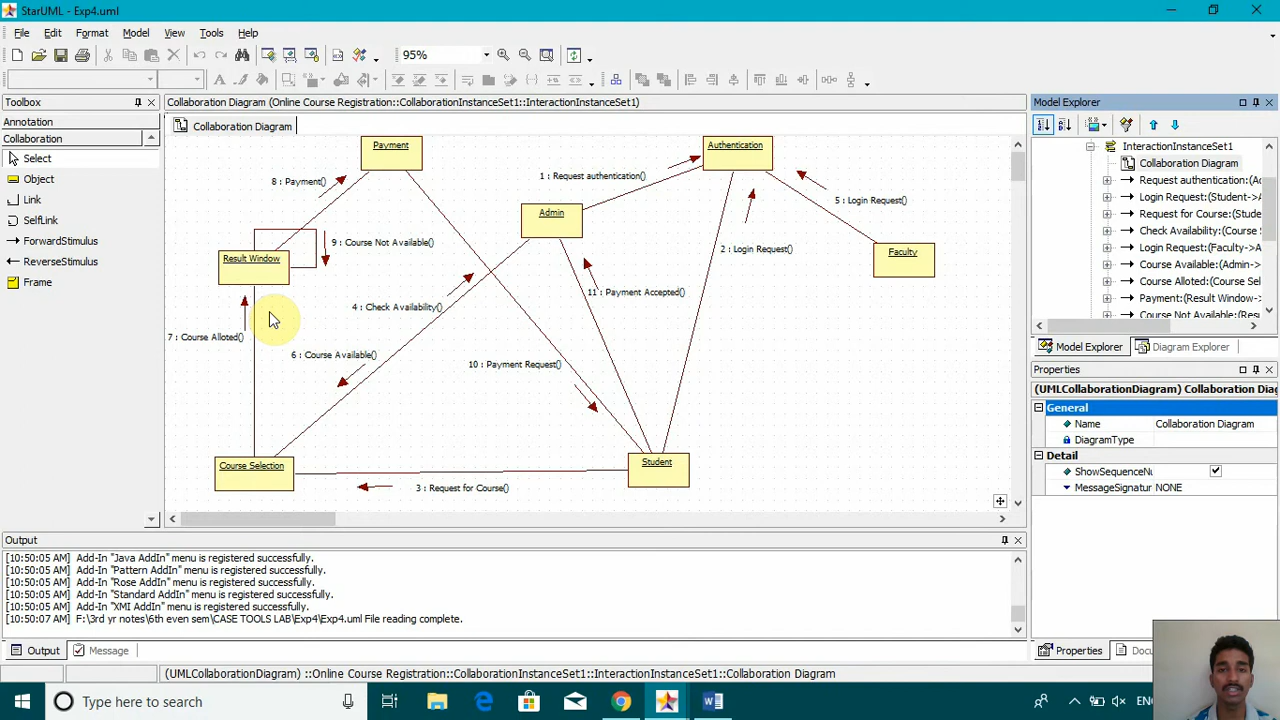 StarUML - Exp4.uml
File Edit Format Model View Tools Help
95%
Toolbox
Annotation
Collaboration
Select
Object
Link
SelfLink
ForwardStimulus
ReverseStimulus
Frame
Collaboration Diagram (Online Course Registration::CollaborationInstanceSet1::InteractionInstanceSet1)
Collaboration Diagram
Payment
Authentication
1 : Request authentication()
8 : Payment()
5 : Login Request()
Admin
9 : Course Not Available()
2 : Login Request()
Result Window
Faculty
11 : Payment Accepted()
4 : Check Availability()
7 : Course Alloted()
6 : Course Available()
10 : Payment Request()
Course Selection
Student
3 : Request for Course()
Model Explorer
InteractionInstanceSet1
Collaboration Diagram
Request authentication:(Ad
Login Request:(Student->A
Request for Course:(Stude
Check Availability:(Course
Login Request:(Faculty->A
Course Available:(Admin->
Course Alloted:(Course Se
Payment:(Result Window->
Course Not Available:(Resu
Model Explorer Diagram Explorer
Properties
(UMLCollaborationDiagram) Collaboration Diag
General
Name Collaboration Diagram
DiagramType
Detail
ShowSequenceNu
MessageSignatur NONE
Output
[10:50:05 AM] Add-In "Java AddIn" menu is registered successfully.
[10:50:05 AM] Add-In "Pattern AddIn" menu is registered successfully.
[10:50:05 AM] Add-In "Rose AddIn" menu is registered successfully.
[10:50:05 AM] Add-In "Standard AddIn" menu is registered successfully.
[10:50:06 AM] Add-In "XMI AddIn" menu is registered successfully.
[10:50:07 AM] F:\3rd yr notes\6th even sem\CASE TOOLS LAB\Exp4\Exp4.uml File reading complete.
Output Message
Properties Docu
(UMLCollaborationDiagram) ::Online Course Registration::CollaborationInstanceSet1::InteractionInstanceSet1::Collaboration Diagram
Type here to search
ENG